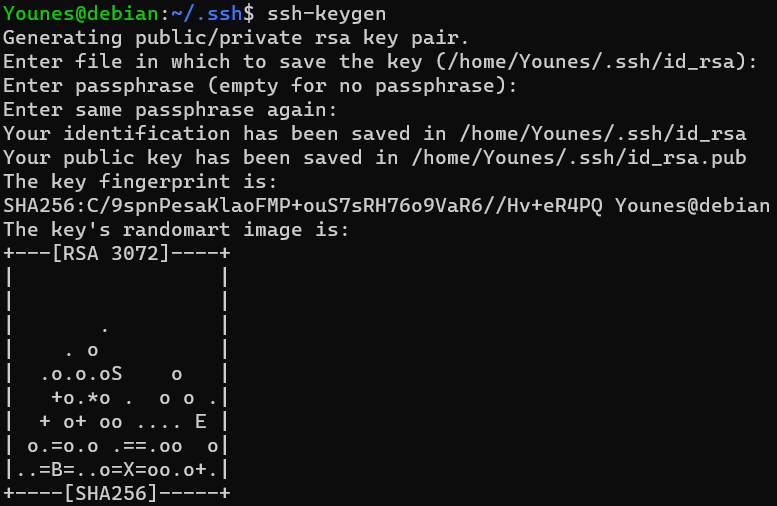 Younes@debian:~/.ssh$ ssh-keygen
Generating public/private rsa key pair.
Enter file in which to save the key (/home/Younes/.ssh/id_rsa):
Enter passphrase (empty for no passphrase):
Enter same passphrase again:
Your identification has been saved in /home/Younes/.ssh/id_rsa
Your public key has been saved in /home/Younes/.ssh/id_rsa.pub
The key fingerprint is:
SHA256:C/9spnPesaKlaoFMP+ouS7sRH76o9VaR6//Hv+eR4PQ Younes@debian
The key's randomart image is:
+---[RSA 3072]----+
|                 |
|                 |
|       .         |
|    . o          |
|  .o.o.oS    o   |
|   +o.*o .  o o .|
|  + o+ oo .... E |
| o.=o.o .==.oo  o|
|..=B=..o=X=oo.o+.|
+----[SHA256]-----+